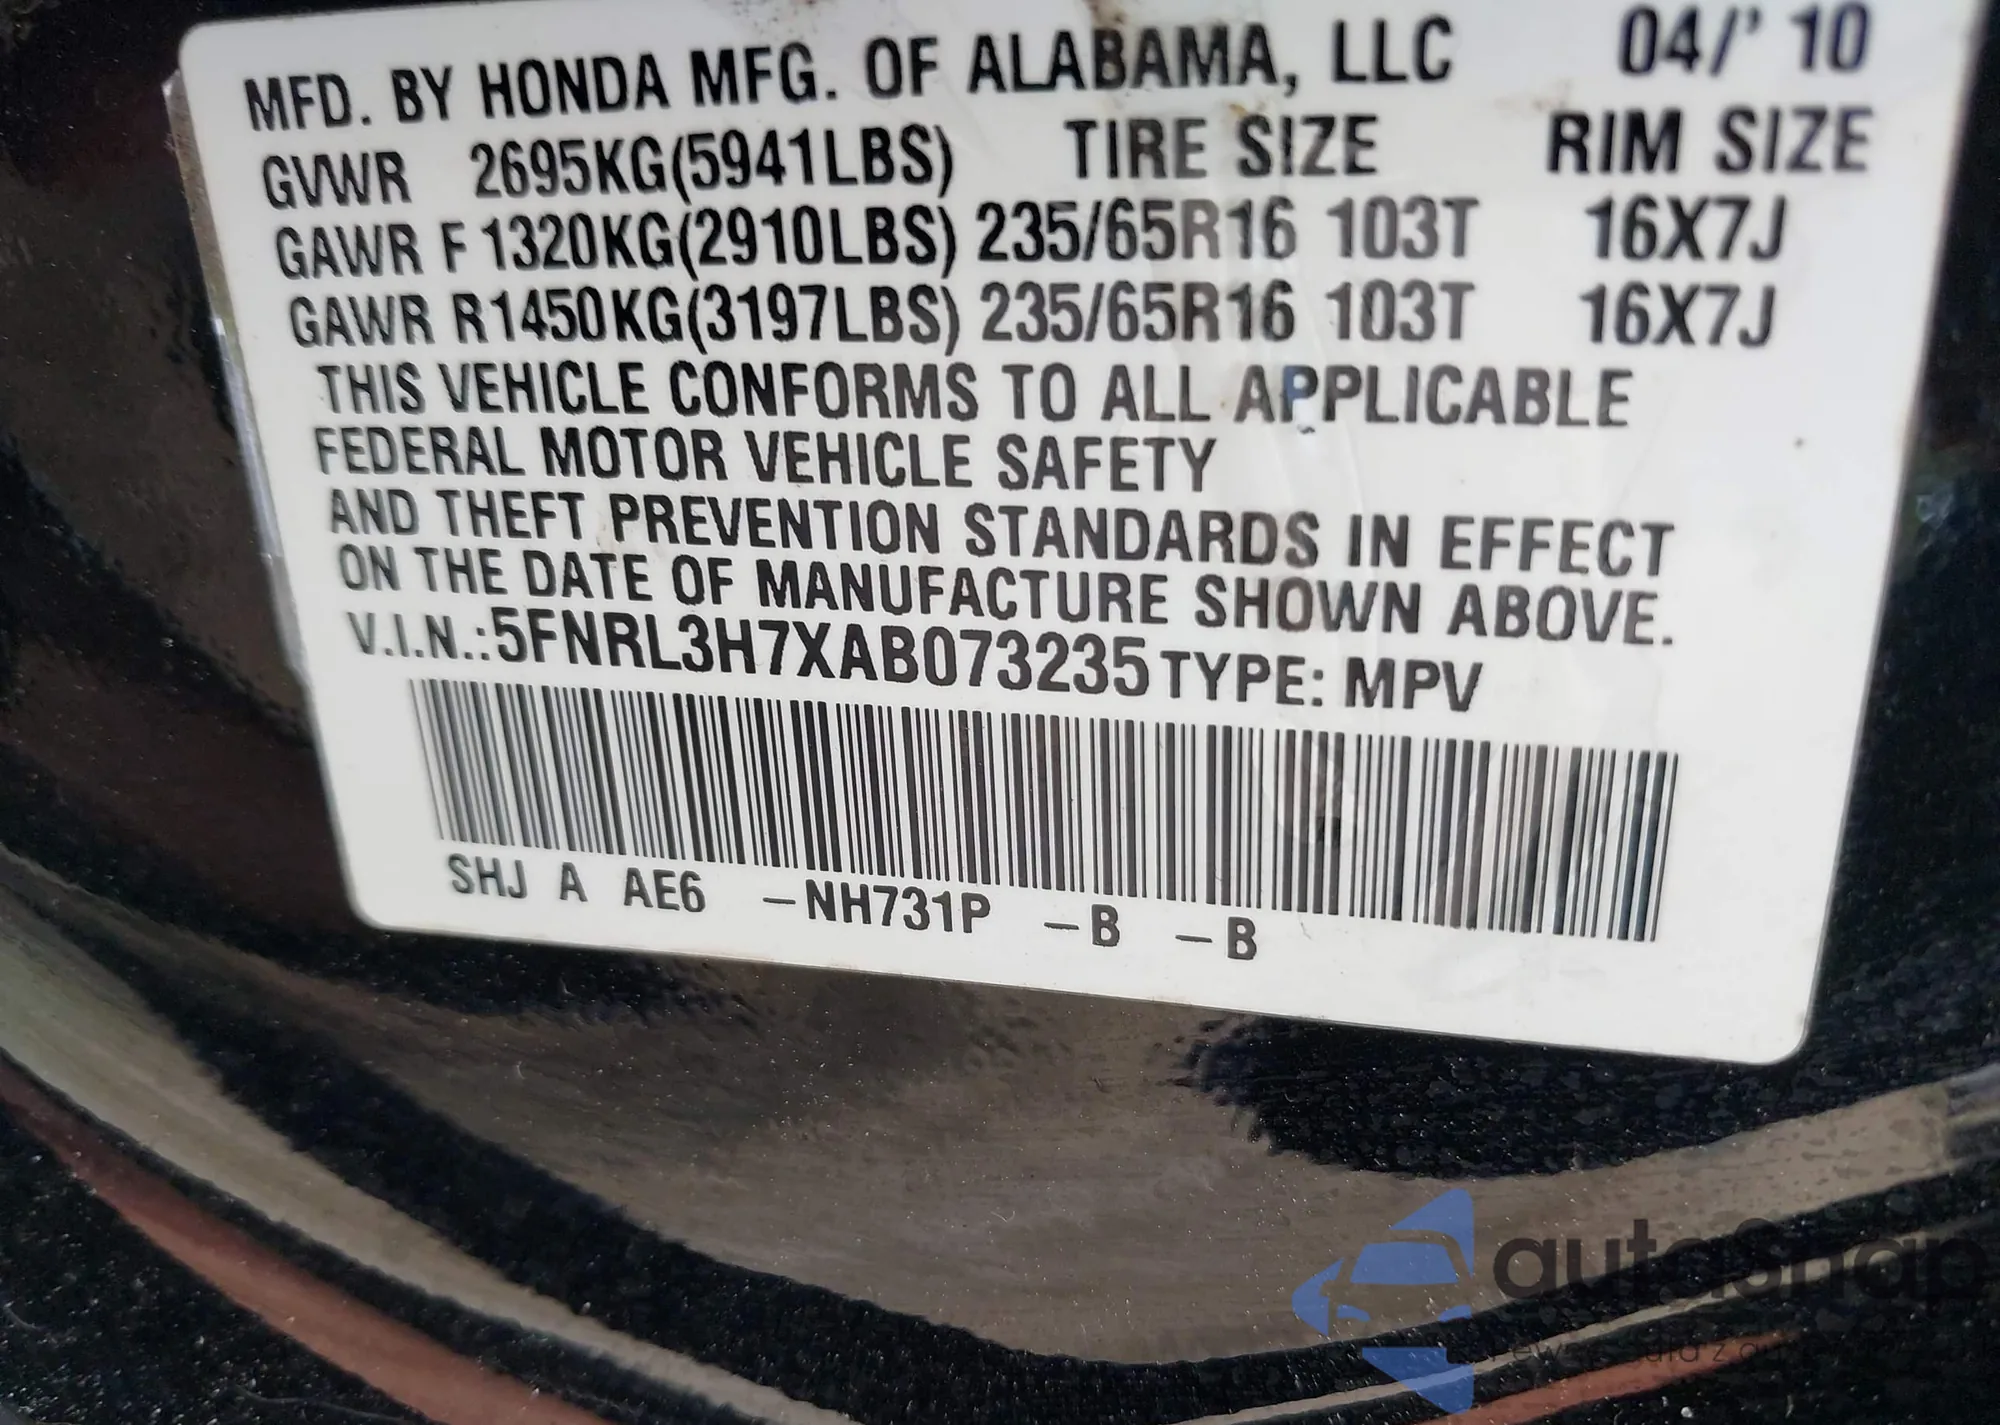 MFD. BY HONDA MFG. OF ALABAMA, LLC 04/'10
GVWR 2695KG(5941LBS) TIRE SIZE RIM SIZE
GAWR F 1320KG(2910LBS) 235/65R16 103T 16X7J
GAWR R1450KG(3197LBS) 235/65R16 103T 16X7J
THIS VEHICLE CONFORMS TO ALL APPLICABLE
FEDERAL MOTOR VEHICLE SAFETY
AND THEFT PREVENTION STANDARDS IN EFFECT
ON THE DATE OF MANUFACTURE SHOWN ABOVE.
V.I.N.:5FNRL3H7XAB073235 TYPE: MPV
SHJ A AE6 –NH731P –B –B
autaSnap